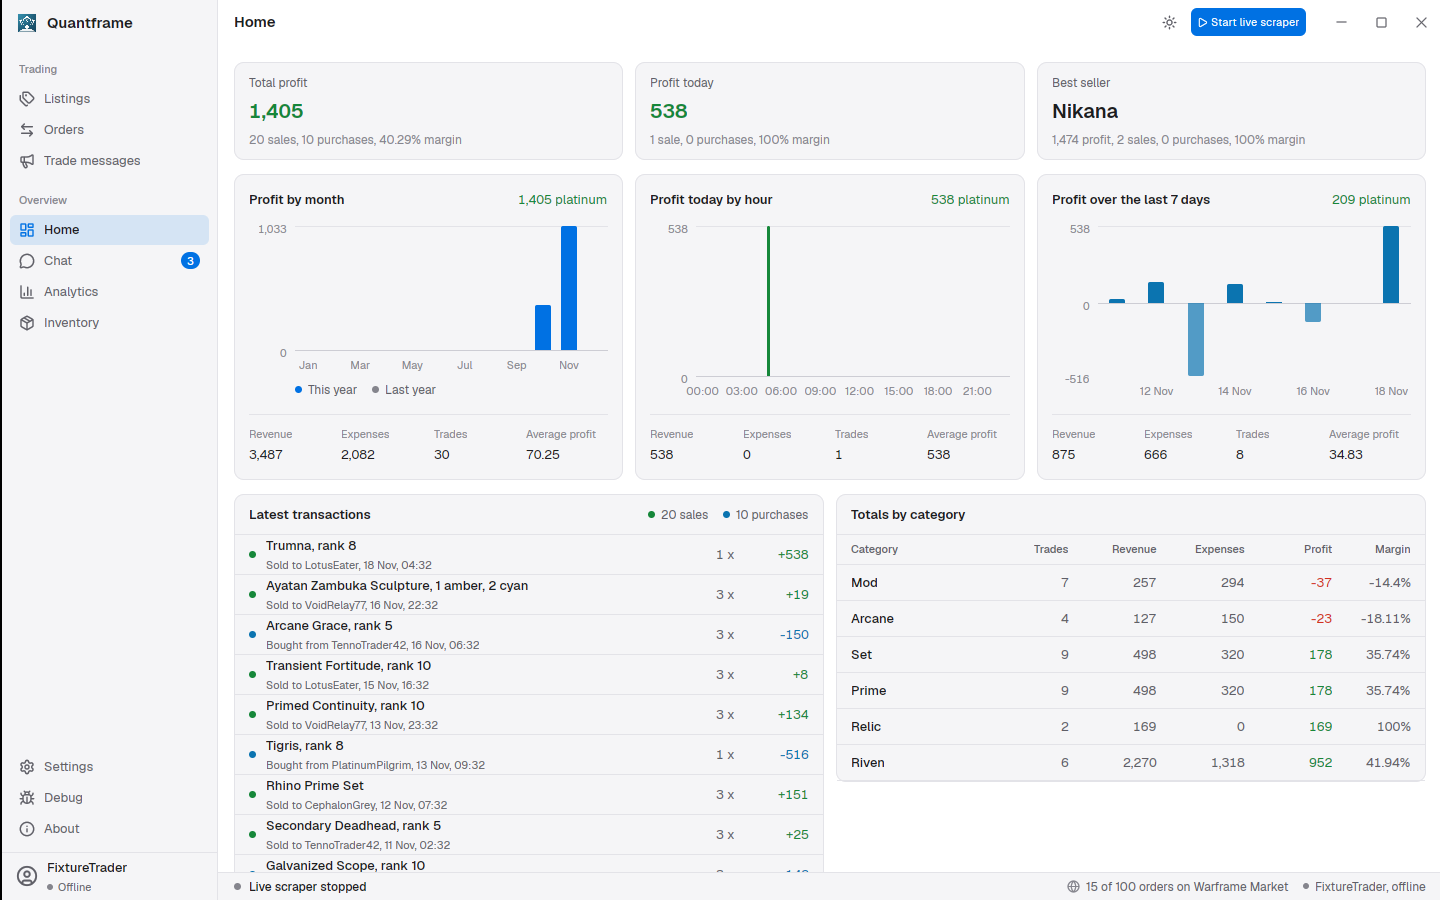 Quantframe
Home
Start live scraper
Trading
Listings
Orders
Trade messages
Overview
Home
Chat
3
Analytics
Inventory
Settings
Debug
About
FixtureTrader
Offline
Total profit
1,405
20 sales, 10 purchases, 40.29% margin
Profit today
538
1 sale, 0 purchases, 100% margin
Best seller
Nikana
1,474 profit, 2 sales, 0 purchases, 100% margin
Profit by month
1,405 platinum
1,033
0
Jan Mar May Jul Sep Nov
This year Last year
Revenue Expenses Trades Average profit
3,487 2,082 30 70.25
Profit today by hour
538 platinum
538
0
00:00 03:00 06:00 09:00 12:00 15:00 18:00 21:00
Revenue Expenses Trades Average profit
538 0 1 538
Profit over the last 7 days
209 platinum
538
0
-516
12 Nov 14 Nov 16 Nov 18 Nov
Revenue Expenses Trades Average profit
875 666 8 34.83
Latest transactions
20 sales 10 purchases
Trumna, rank 8
Sold to LotusEater, 18 Nov, 04:32
1 x +538
Ayatan Zambuka Sculpture, 1 amber, 2 cyan
Sold to VoidRelay77, 16 Nov, 22:32
3 x +19
Arcane Grace, rank 5
Bought from TennoTrader42, 16 Nov, 06:32
3 x -150
Transient Fortitude, rank 10
Sold to LotusEater, 15 Nov, 16:32
3 x +8
Primed Continuity, rank 10
Sold to VoidRelay77, 13 Nov, 23:32
3 x +134
Tigris, rank 8
Bought from PlatinumPilgrim, 13 Nov, 09:32
1 x -516
Rhino Prime Set
Sold to CephalonGrey, 12 Nov, 07:32
3 x +151
Secondary Deadhead, rank 5
Sold to TennoTrader42, 11 Nov, 02:32
3 x +25
Galvanized Scope, rank 10
Totals by category
Category Trades Revenue Expenses Profit Margin
Mod 7 257 294 -37 -14.4%
Arcane 4 127 150 -23 -18.11%
Set 9 498 320 178 35.74%
Prime 9 498 320 178 35.74%
Relic 2 169 0 169 100%
Riven 6 2,270 1,318 952 41.94%
Live scraper stopped
15 of 100 orders on Warframe Market
FixtureTrader, offline